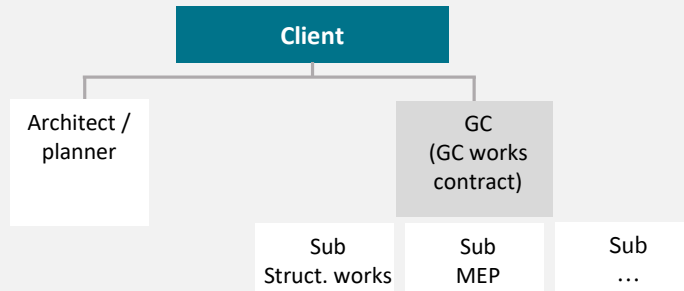 Client
Architect /
planner
GC
(GC works
contract)
Sub
Struct. works
Sub
MEP
Sub
…